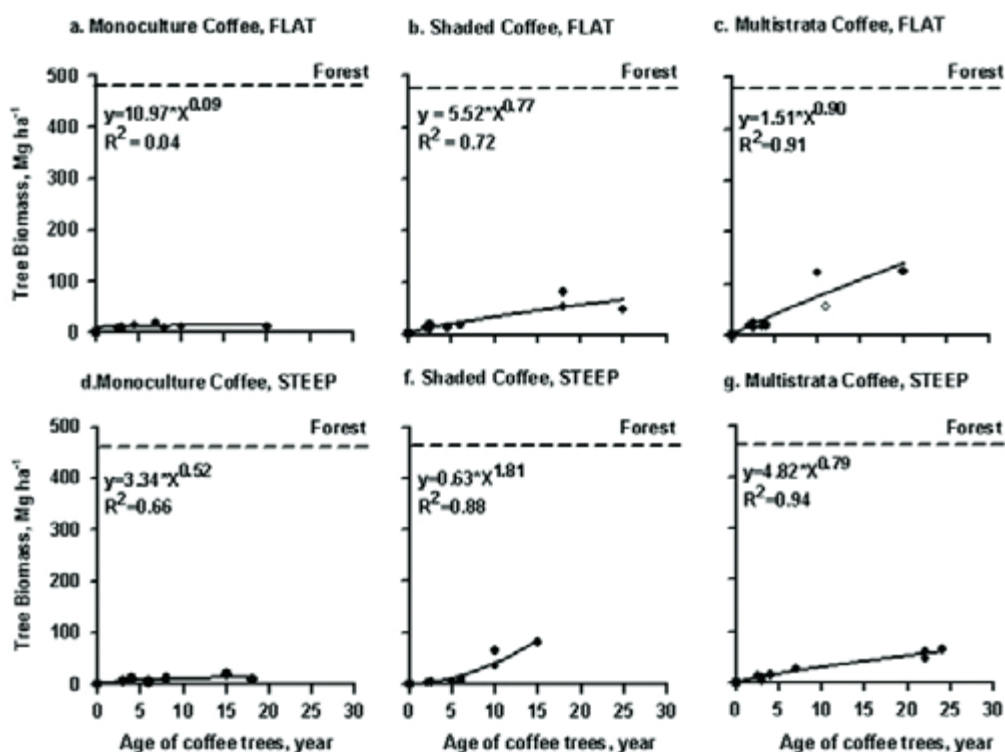 a. Monoculture Coffee, FLAT
b. Shaded Coffee, FLAT
c. Multistrata Coffee, FLAT
Tree Biomass, Mg ha⁻¹
500
400
300
200
100
0
Forest
y=10.97*X^0.09
R²= 0.04
Forest
y = 5.52*X^0.77
R² = 0.72
Forest
y=1.51*X^0.90
R²=0.91
d.Monoculture Coffee, STEEP
f. Shaded Coffee, STEEP
g. Multistrata Coffee, STEEP
Tree Biomass, Mg ha⁻¹
500
400
300
200
100
0
Forest
y=3.34*X^0.52
R²=0.66
Forest
y=0.63*X^1.81
R²=0.88
Forest
y=4.82*X^0.79
R²=0.94
0 5 10 15 20 25 30
0 5 10 15 20 25 30
0 5 10 15 20 25 30
Age of coffee trees, year
Age of coffee trees, year
Age of coffee trees, year